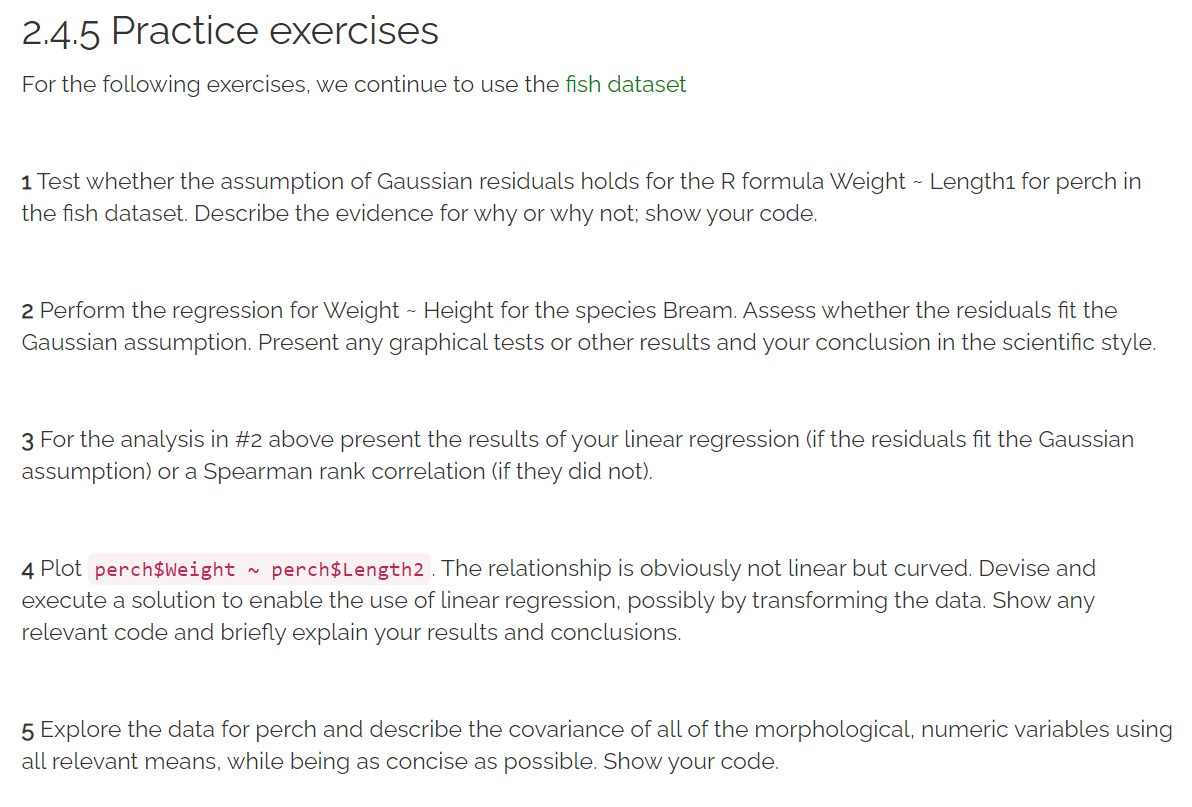 2.4.5 Practice exercises
For the following exercises, we continue to use the fish dataset
1 Test whether the assumption of Gaussian residuals holds for the R formula Weight ~ Length1 for perch in
the fish dataset. Describe the evidence for why or why not; show your code.
2 Perform the regression for Weight ~ Height for the species Bream. Assess whether the residuals fit the
Gaussian assumption. Present any graphical tests or other results and your conclusion in the scientific style.
3 For the analysis in #2 above present the results of your linear regression (if the residuals fit the Gaussian
assumption) or a Spearman rank correlation (if they did not).
4 Plot perch$Weight ~ perch$Length2 . The relationship is obviously not linear but curved. Devise and
execute a solution to enable the use of linear regression, possibly by transforming the data. Show any
relevant code and briefly explain your results and conclusions.
5 Explore the data for perch and describe the covariance of all of the morphological, numeric variables using
all relevant means, while being as concise as possible. Show your code.